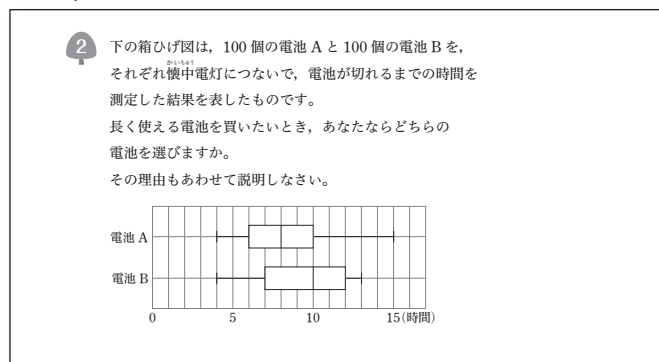 2
下の箱ひげ図は，100 個の電池 A と 100 個の電池 B を，
かいちゅう
それぞれ懐中電灯につないで，電池が切れるまでの時間を
測定した結果を表したものです。
長く使える電池を買いたいとき，あなたならどちらの
電池を選びますか。
その理由もあわせて説明しなさい。
電池 A
電池 B
0 5 10 15(時間)